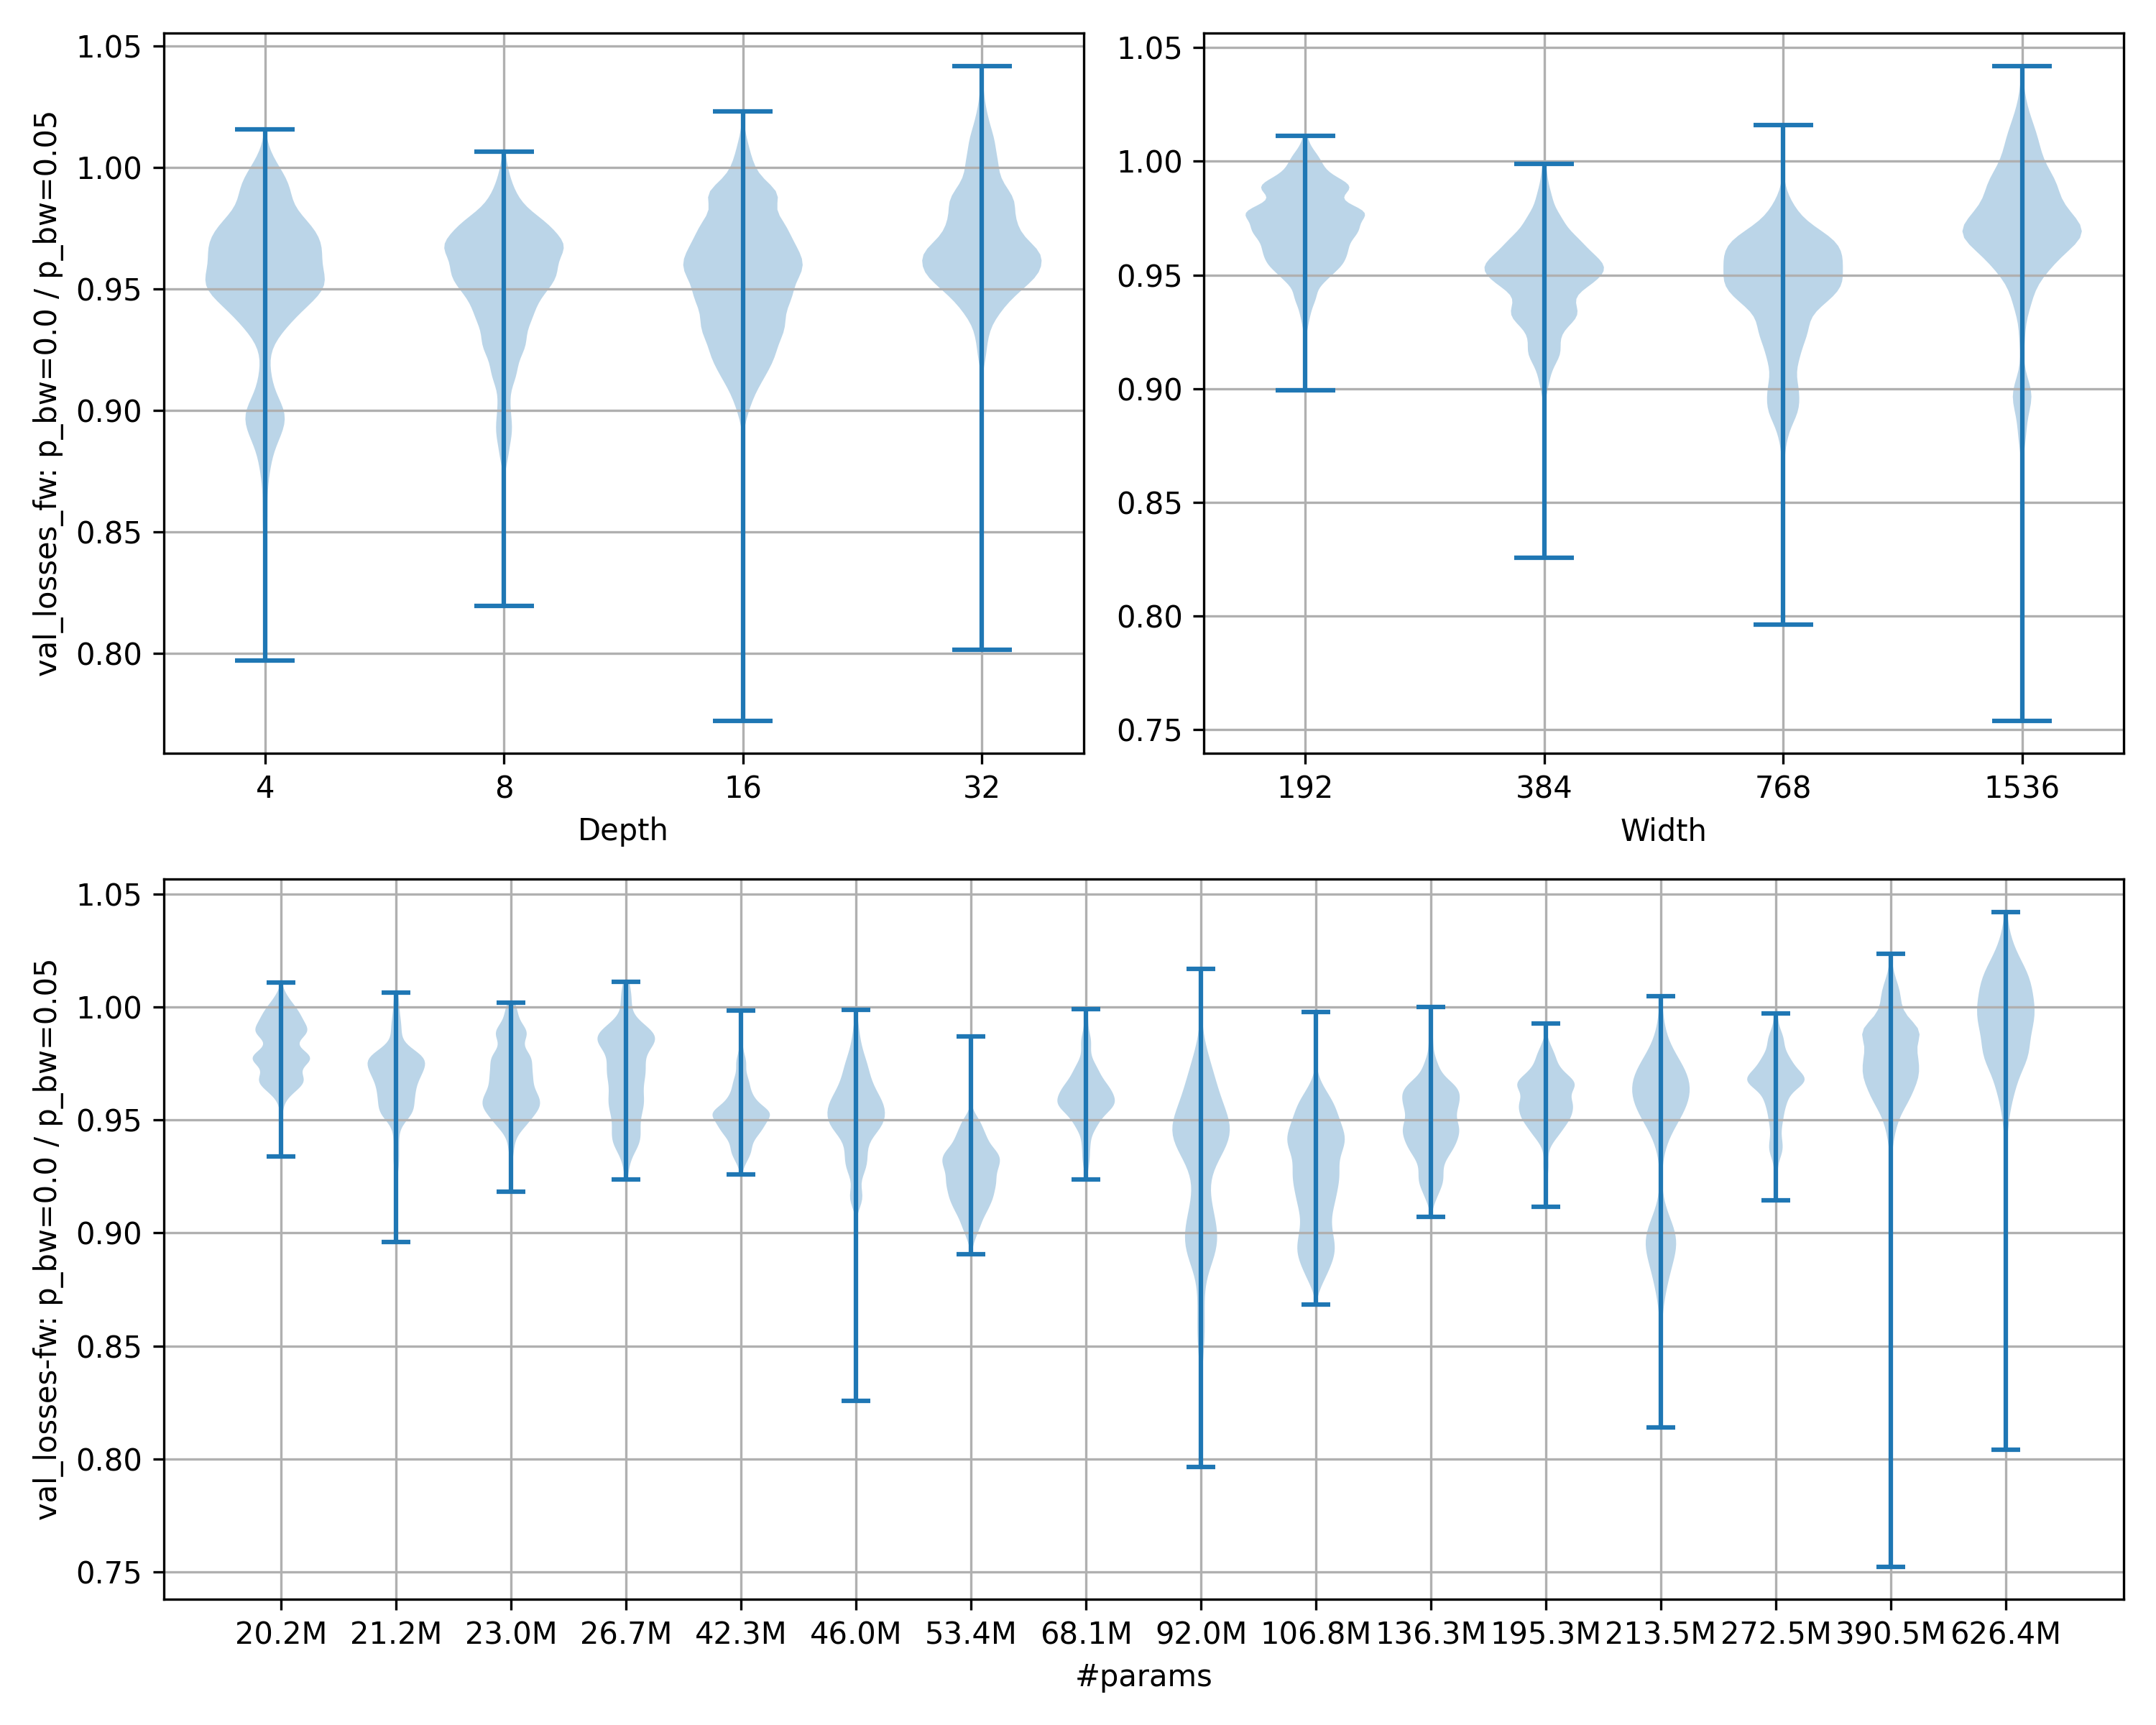 val_losses_fw: p_bw=0.0 / p_bw=0.05
1.05
1.00
0.95
0.90
0.85
0.80
4 8 16 32
Depth
1.05
1.00
0.95
0.90
0.85
0.80
0.75
192 384 768 1536
Width
val_losses-fw: p_bw=0.0 / p_bw=0.05
1.05
1.00
0.95
0.90
0.85
0.80
0.75
20.2M 21.2M 23.0M 26.7M 42.3M 46.0M 53.4M 68.1M 92.0M 106.8M 136.3M 195.3M 213.5M 272.5M 390.5M 626.4M
#params